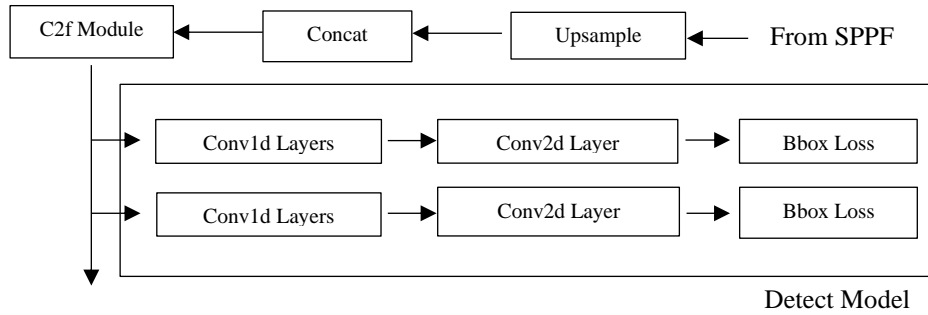 C2f Module
Concat
Upsample
From SPPF
Conv1d Layers
Conv2d Layer
Bbox Loss
Conv1d Layers
Conv2d Layer
Bbox Loss
Detect Model